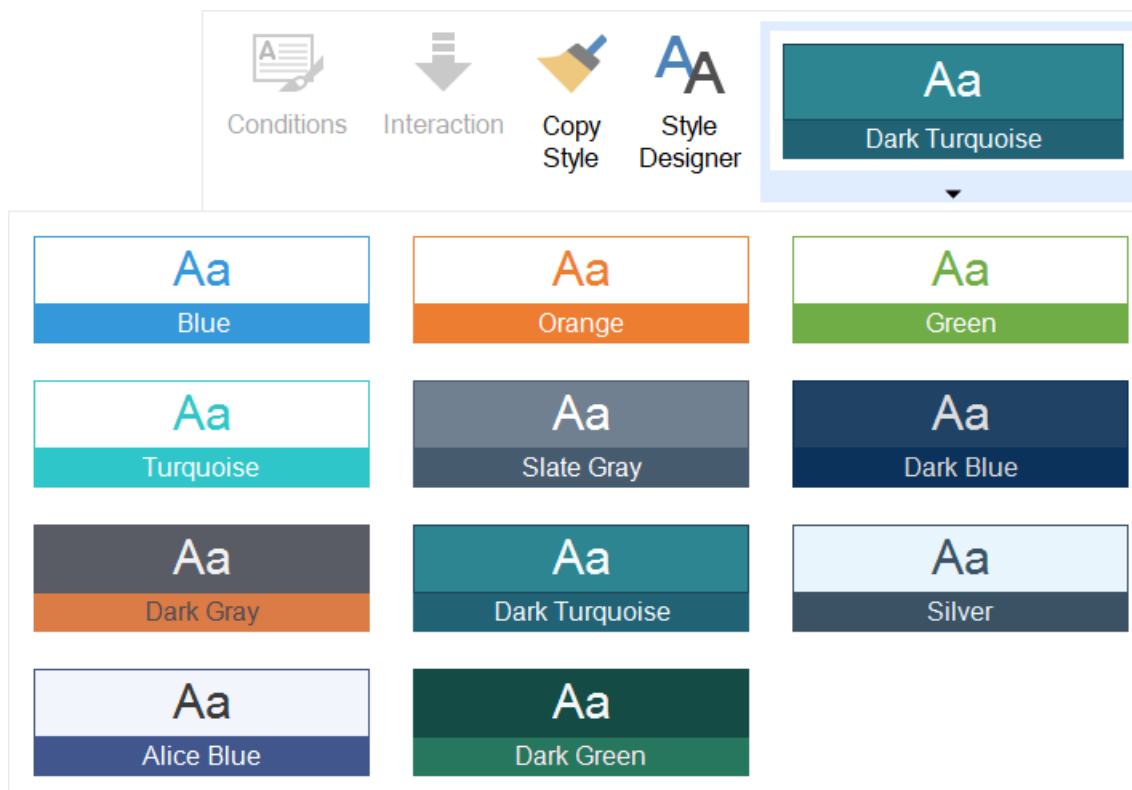 A
Conditions
Interaction
Copy
Style
AA
Style
Designer
Aa
Dark Turquoise
Aa
Blue
Aa
Orange
Aa
Green
Aa
Turquoise
Aa
Slate Gray
Aa
Dark Blue
Aa
Dark Gray
Aa
Dark Turquoise
Aa
Silver
Aa
Alice Blue
Aa
Dark Green